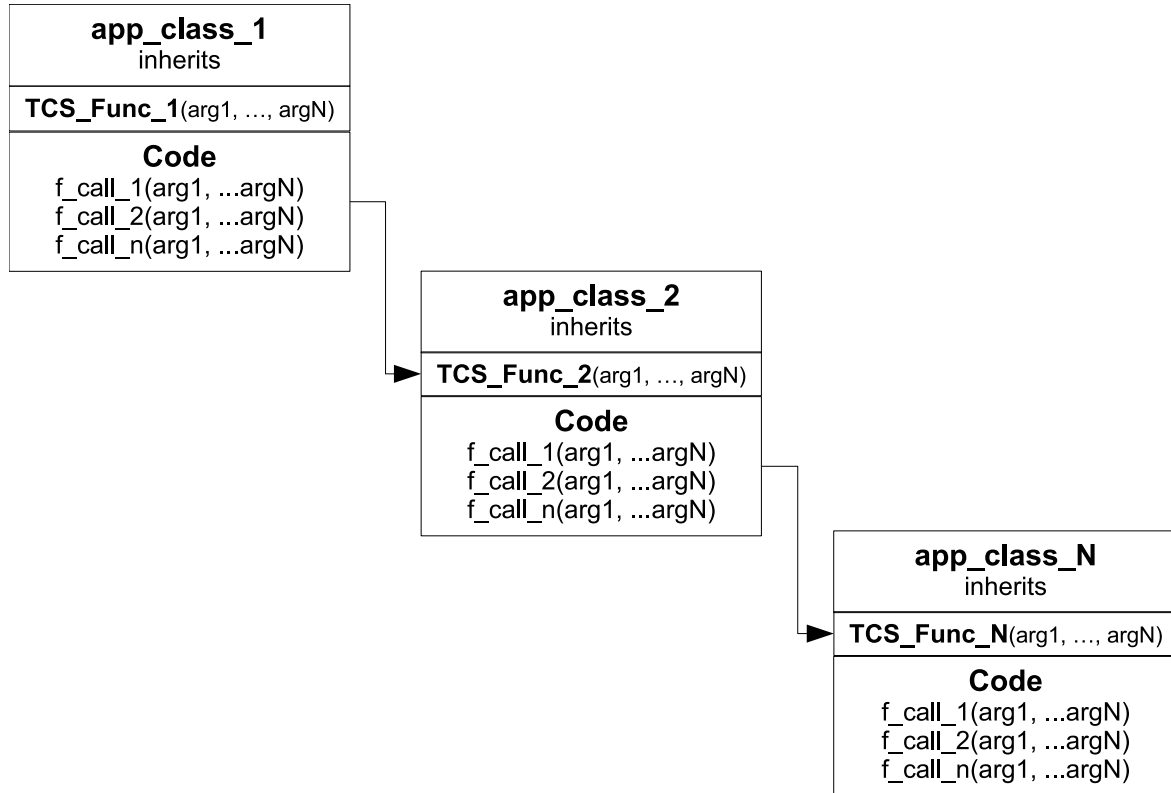 app_class_1
inherits
TCS_Func_1(arg1, …, argN)
Code
f_call_1(arg1, ...argN)
f_call_2(arg1, ...argN)
f_call_n(arg1, ...argN)
app_class_2
inherits
TCS_Func_2(arg1, …, argN)
Code
f_call_1(arg1, ...argN)
f_call_2(arg1, ...argN)
f_call_n(arg1, ...argN)
app_class_N
inherits
TCS_Func_N(arg1, …, argN)
Code
f_call_1(arg1, ...argN)
f_call_2(arg1, ...argN)
f_call_n(arg1, ...argN)